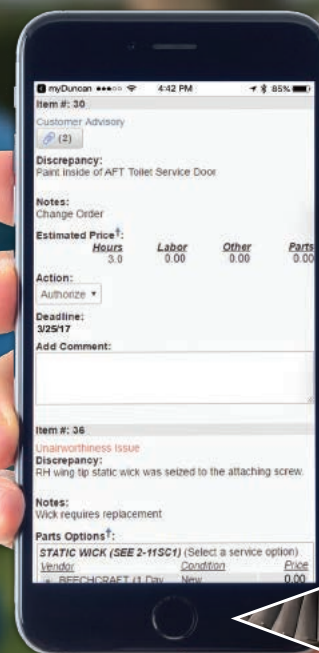 myDuncan 4:42 PM 85%
Item #: 30
Customer Advisory
(2)
Discrepancy:
Paint Inside of AFT Toilet Service Door
Notes:
Change Order
Estimated Price†:
Hours Labor Other Parts
3.0 0.00 0.00 0.00
Action:
Authorize
Deadline:
3/25/17
Add Comment:
Item #: 36
Unairworthiness Issue
Discrepancy:
RH wing tip static wick was seized to the attaching screw.
Notes:
Wick requires replacement
Parts Options†:
STATIC WICK (SEE 2-11SC1) (Select a service option)
Vendor Condition Price
BEECHCRAFT (1 Day New 0.00